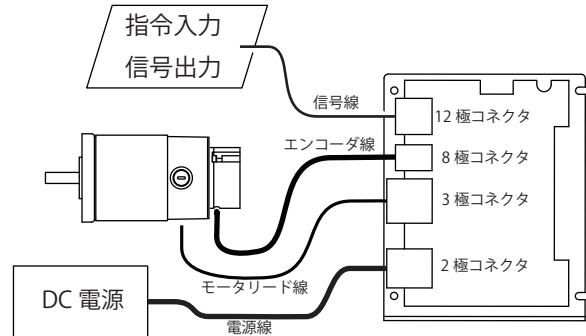 指令入力
信号出力
信号線
12 極コネクタ
エンコーダ線
8 極コネクタ
3 極コネクタ
2 極コネクタ
モータリード線
DC 電源
電源線